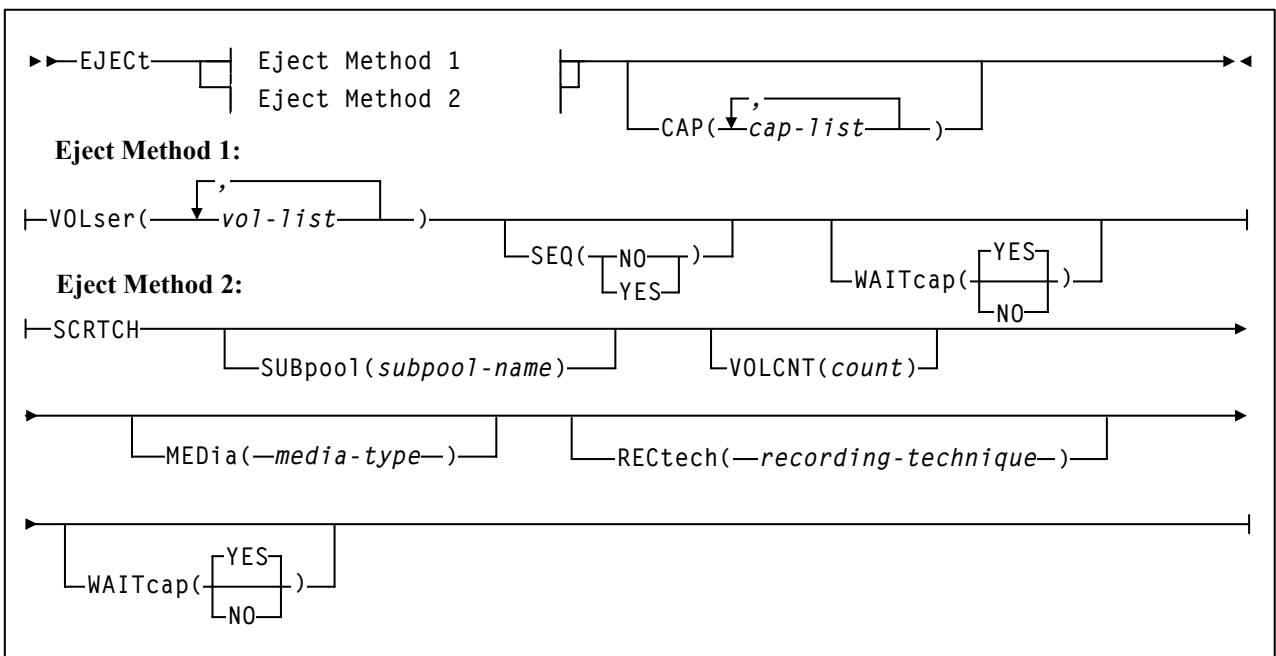 EJECt Eject Method 1
Eject Method 2
,
CAP( cap-list )
Eject Method 1:
,
VOLser( vol-list )
SEQ( NO )
YES
YES
WAITcap( )
NO
Eject Method 2:
SCRTCH
SUBpool(subpool-name) VOLCNT(count)
MEDia( media-type ) RECtech( recording-technique )
YES
WAITcap( )
NO